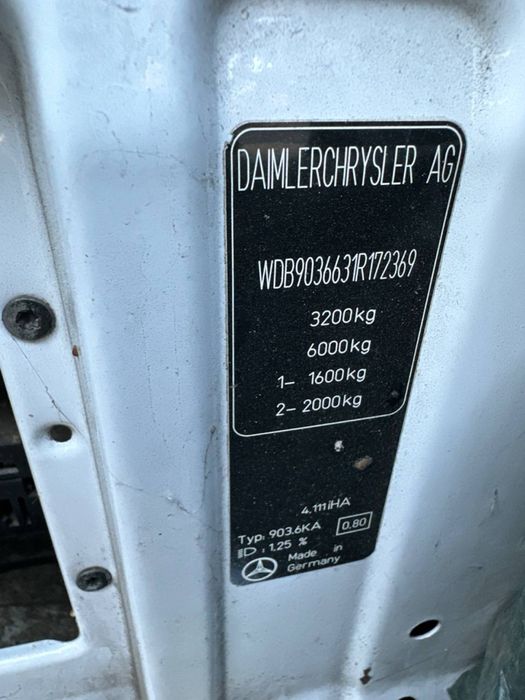 DAIMLERCHRYSLER AG
WDB9036631R172369
3200kg
6000kg
1- 1600kg
2- 2000kg
4.111iHA
Typ: 903.6KA 0.80
: 1,25 %
Made in
Germany